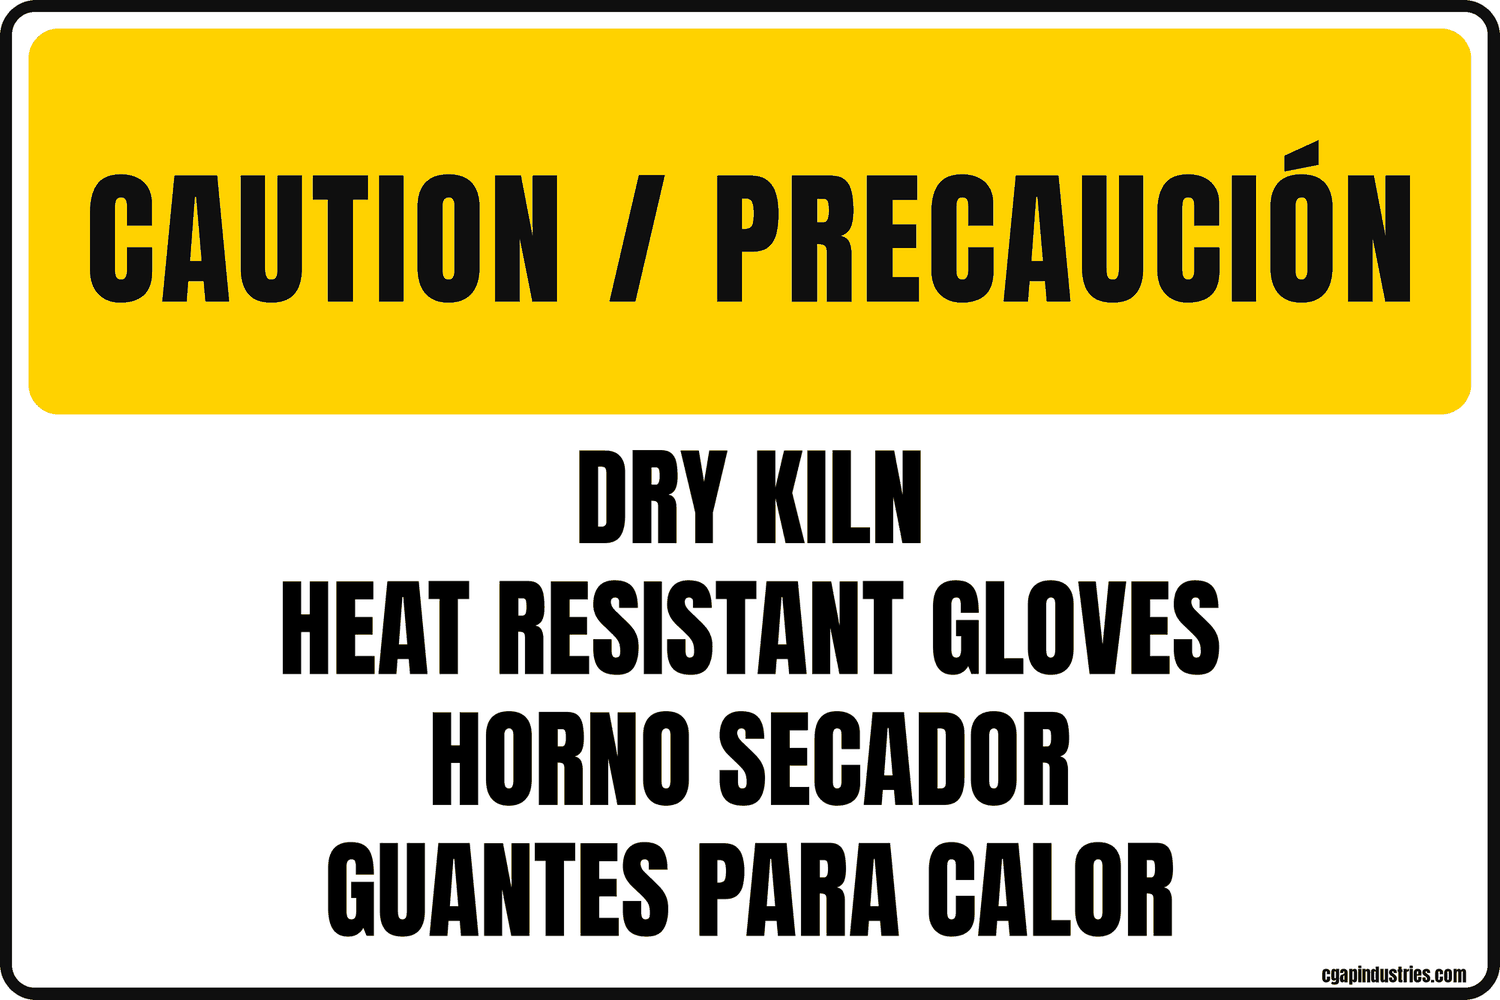 CAUTION / PRECAUCIÓN
DRY KILN
HEAT RESISTANT GLOVES
HORNO SECADOR
GUANTES PARA CALOR
cgapindustries.com